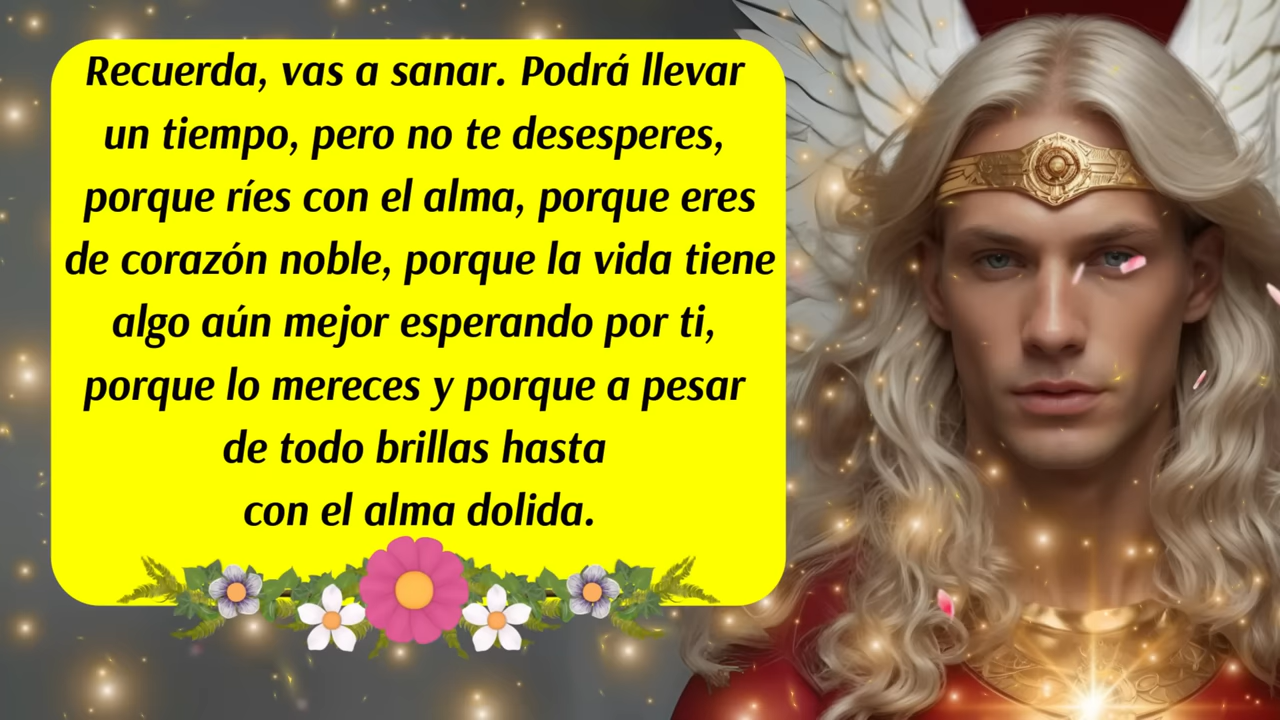 Recuerda, vas a sanar. Podrá llevar
un tiempo, pero no te desesperes,
porque ríes con el alma, porque eres
de corazón noble, porque la vida tiene
algo aún mejor esperando por ti,
porque lo mereces y porque a pesar
de todo brillas hasta
con el alma dolida.